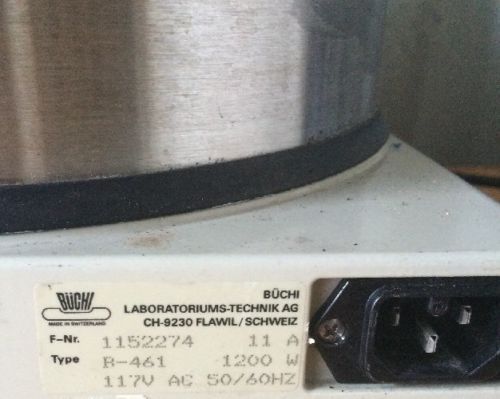 BÜCHI
MADE IN SWITZERLAND
BÜCHI
LABORATORIUMS-TECHNIK AG
CH-9230 FLAWIL/SCHWEIZ
F-Nr. 1152274 11 A
Type B-461 1200 W
117V AC 50/60HZ